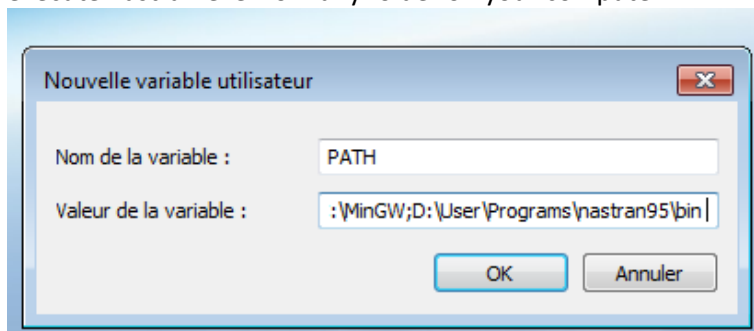 Nouvelle variable utilisateur
Nom de la variable : PATH
Valeur de la variable : :\MinGW;D:\User\Programs\nastran95\bin
OK Annuler